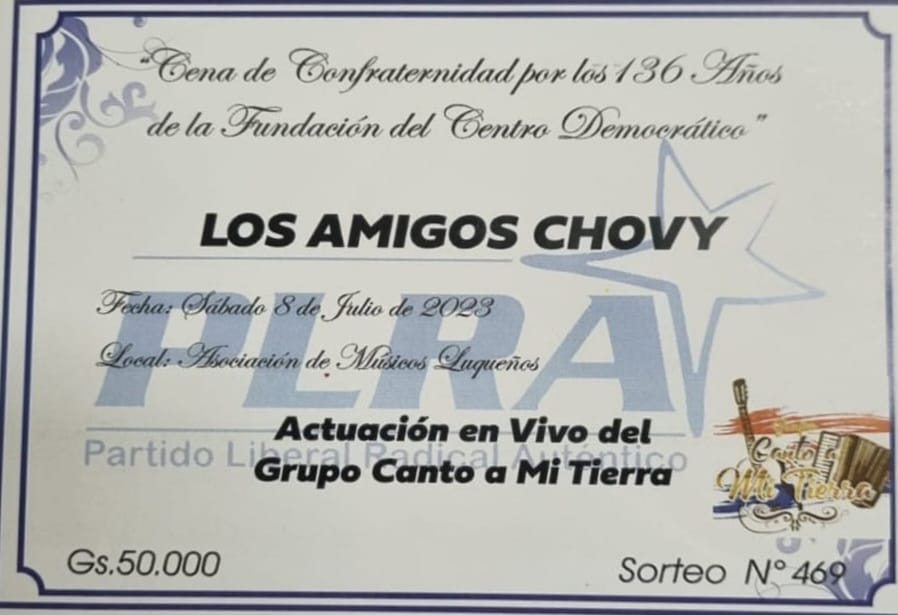 "Cena de Confraternidad por los 136 Años
de la Fundación del Centro Democrático"
LOS AMIGOS CHOVY
Fecha: Sábado 8 de Julio de 2023
PLRA
Local: Asociación de Músicos Luqueños
Actuación en Vivo del
Partido Liberal Radical Auténtico
Grupo Canto a Mi Tierra
Canto a
Mi Tierra
Gs.50.000
Sorteo N° 469